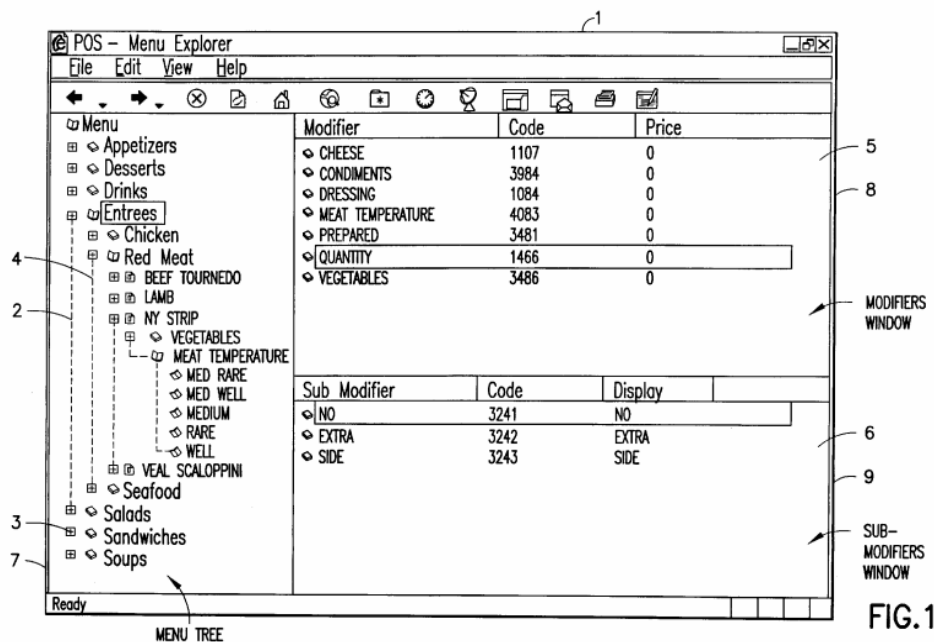 1
POS – Menu Explorer
File Edit View Help
Menu
Appetizers
Desserts
Drinks
Entrees
Chicken
Red Meat
BEEF TOURNEDO
LAMB
NY STRIP
VEGETABLES
MEAT TEMPERATURE
MED RARE
MED WELL
MEDIUM
RARE
WELL
VEAL SCALOPPINI
Seafood
Salads
Sandwiches
Soups
4
2
3
7
Modifier Code Price
CHEESE 1107 0
CONDIMENTS 3984 0
DRESSING 1084 0
MEAT TEMPERATURE 4083 0
PREPARED 3481 0
QUANTITY 1466 0
VEGETABLES 3486 0
5
8
MODIFIERS
WINDOW
Sub Modifier Code Display
NO 3241 NO
EXTRA 3242 EXTRA
SIDE 3243 SIDE
6
9
SUB-
MODIFIERS
WINDOW
Ready
MENU TREE
FIG.1